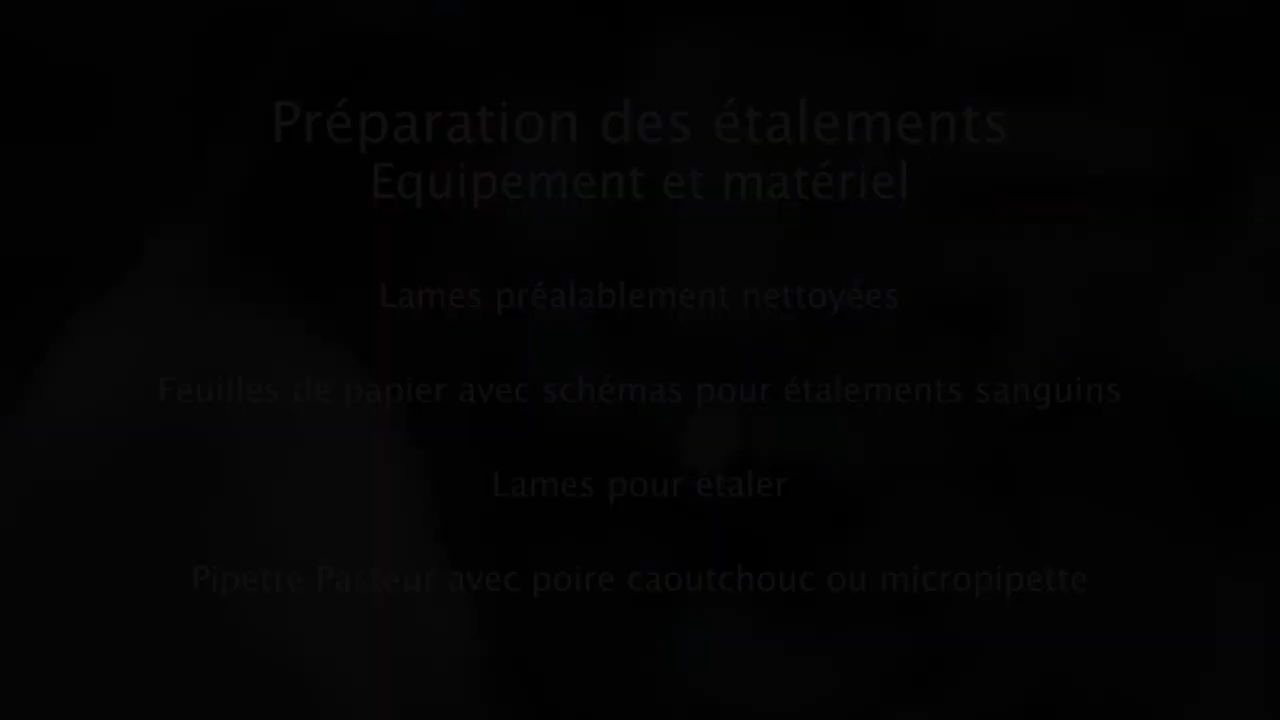 Préparation des étalements
Equipement et matériel
Lames préalablement nettoyées
Feuilles de papier avec schémas pour étalements sanguins
Lames pour étaler
Pipette Pasteur avec poire caoutchouc ou micropipette